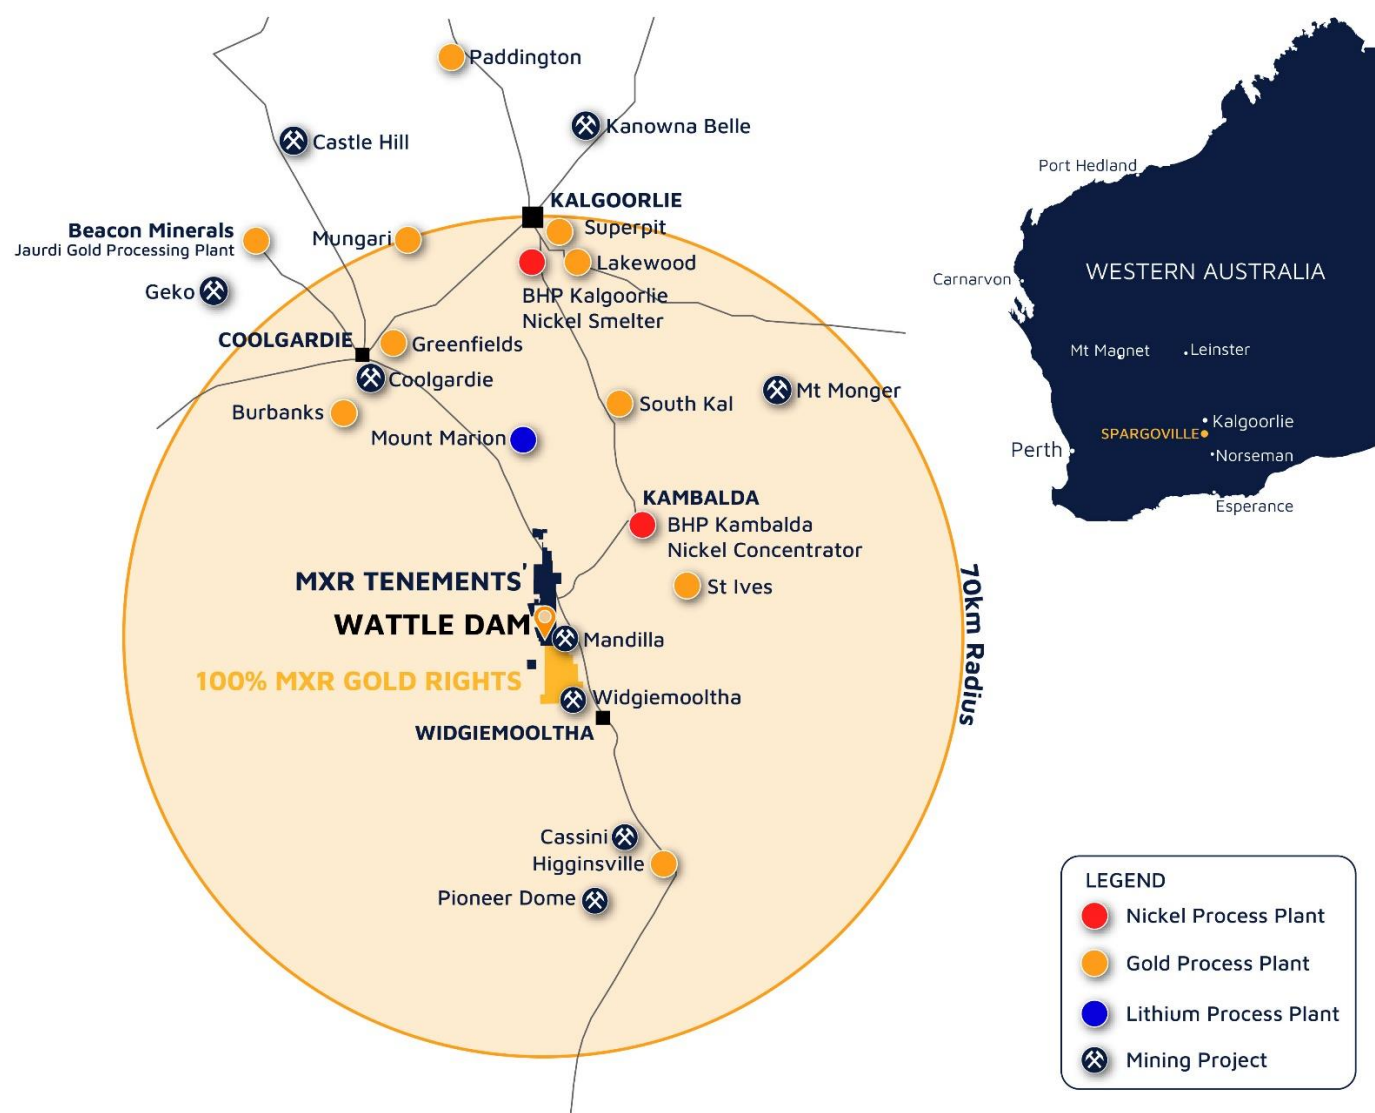 Paddington
Kanowna Belle
Castle Hill
KALGOORLIE
Superpit
Beacon Minerals
Jaurdi Gold Processing Plant
Mungari
Lakewood
Geko
BHP Kalgoorlie
Nickel Smelter
COOLGARDIE
Greenfields
Coolgardie
Mt Monger
Burbanks
South Kal
Mount Marion
KAMBALDA
BHP Kambalda
Nickel Concentrator
MXR TENEMENTS
St Ives
WATTLE DAM
Mandilla
100% MXR GOLD RIGHTS
Widgiemooltha
WIDGIEMOOLTHA
70km Radius
Cassini
Higginsville
Pioneer Dome
Port Hedland
WESTERN AUSTRALIA
Carnarvon
Mt Magnet
Leinster
Kalgoorlie
SPARGOVILLE
Perth
Norseman
Esperance
LEGEND
Nickel Process Plant
Gold Process Plant
Lithium Process Plant
Mining Project